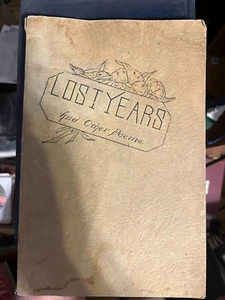 LOST YEARS
And Other Poems